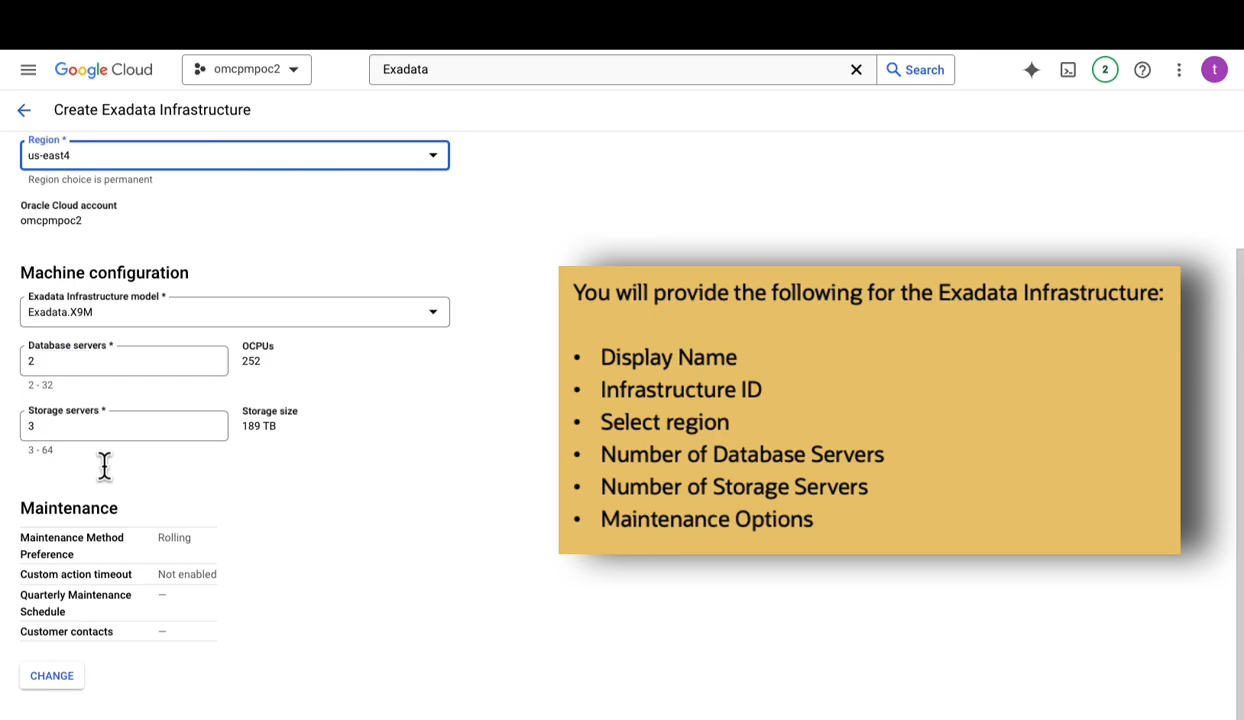 Google Cloud
omcpmpoc2
Exadata
Search
2
t
Create Exadata Infrastructure
Region *
us-east4
Region choice is permanent
Oracle Cloud account
omcpmpoc2
Machine configuration
Exadata Infrastructure model *
Exadata.X9M
Database servers *
2
OCPUs
252
2 - 32
Storage servers *
3
Storage size
189 TB
3 - 64
Maintenance
Maintenance Method
Preference
Rolling
Custom action timeout
Not enabled
Quarterly Maintenance
Schedule
—
Customer contacts
—
CHANGE
You will provide the following for the Exadata Infrastructure:
• Display Name
• Infrastructure ID
• Select region
• Number of Database Servers
• Number of Storage Servers
• Maintenance Options